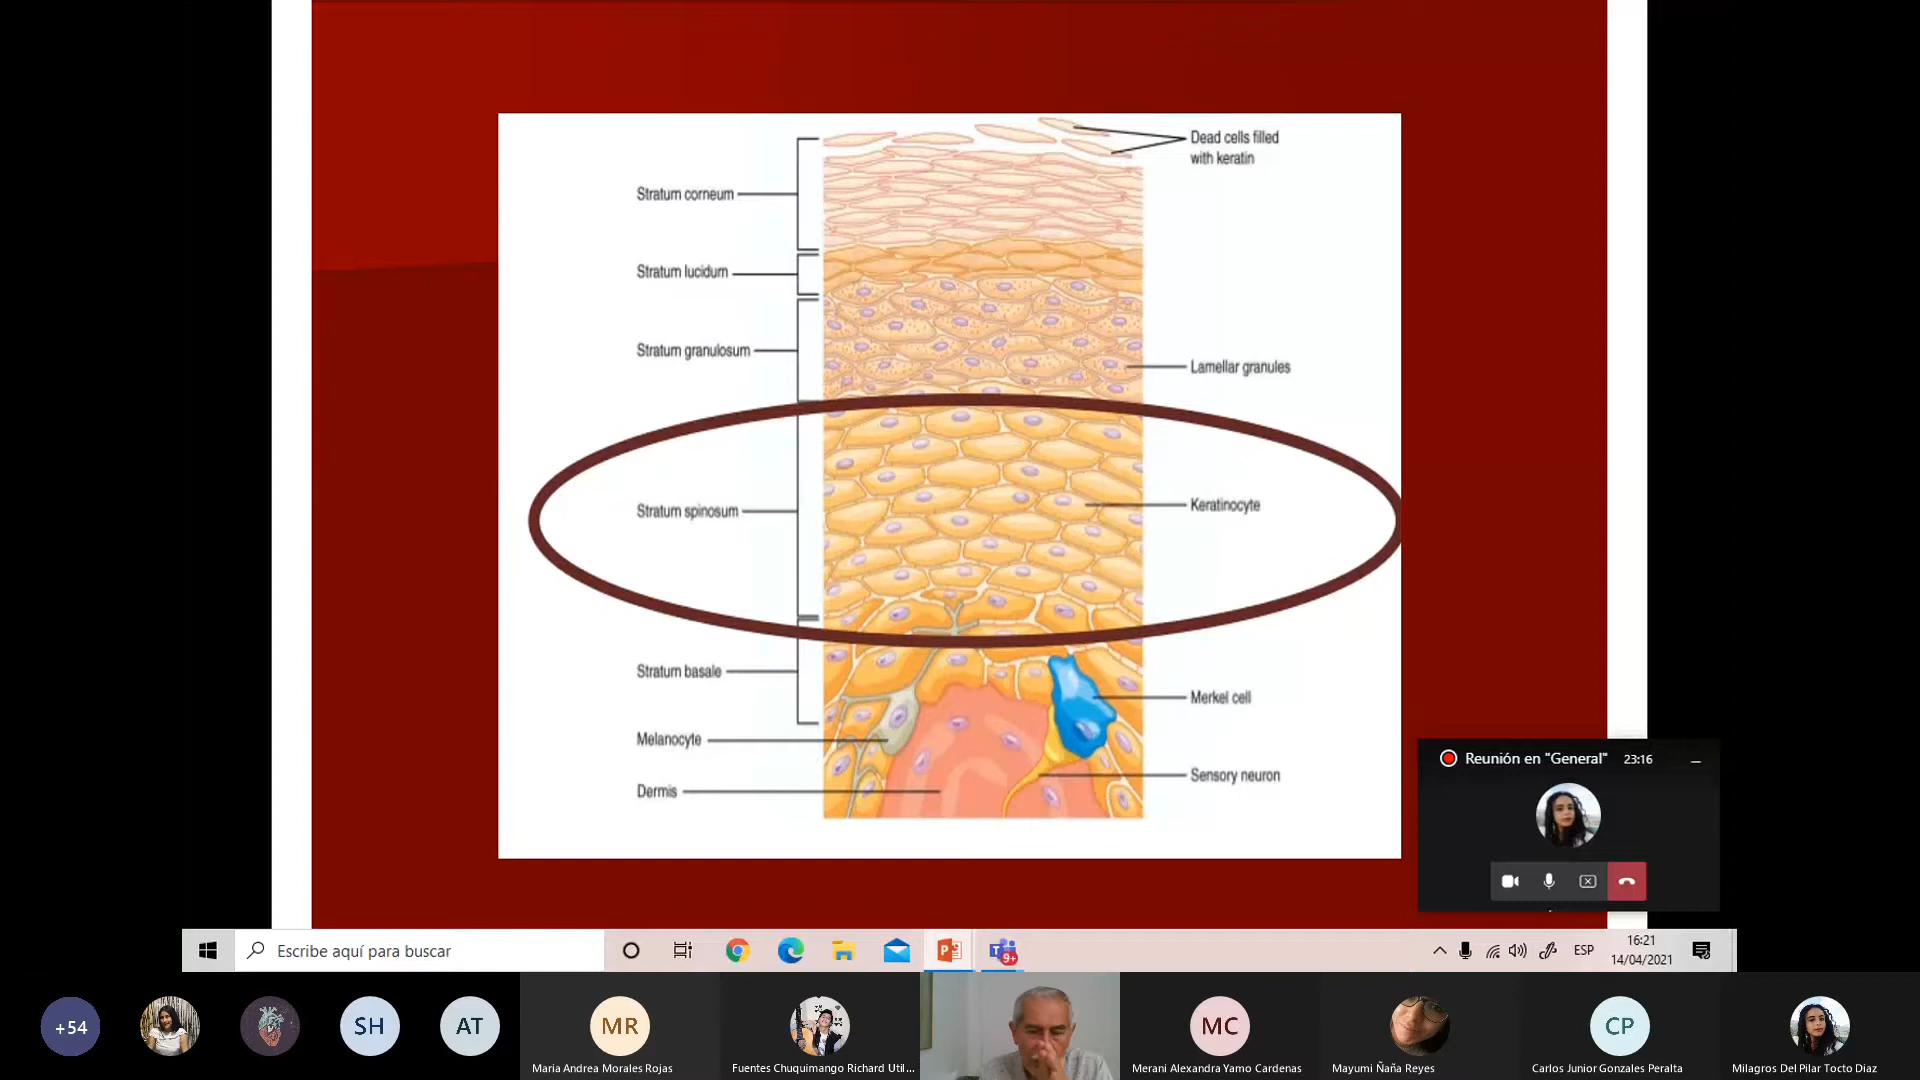 Dead cells filled
with keratin
Stratum corneum
Stratum lucidum
Stratum granulosum
Lamellar granules
Stratum spinosum
Keratinocyte
Stratum basale
Merkel cell
Melanocyte
Sensory neuron
Dermis
Reunión en "General" 23:16
Escribe aquí para buscar
9+
ESP
16:21
14/04/2021
+54
SH
AT
MR
MC
CP
Maria Andrea Morales Rojas
Fuentes Chuquimango Richard Util...
Merani Alexandra Yamo Cardenas
Mayumi Ñaña Reyes
Carlos Junior Gonzales Peralta
Milagros Del Pilar Tocto Diaz